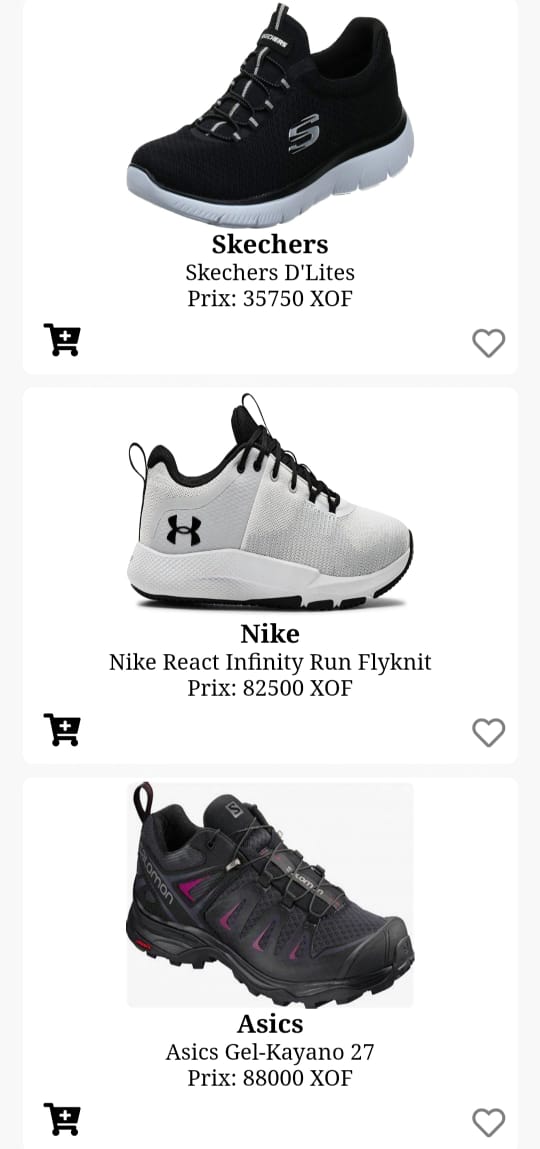 SKECHERS
S
Skechers
Skechers D'Lites
Prix: 35750 XOF
Nike
Nike React Infinity Run Flyknit
Prix: 82500 XOF
S
salomon
salomon
Asics
Asics Gel-Kayano 27
Prix: 88000 XOF